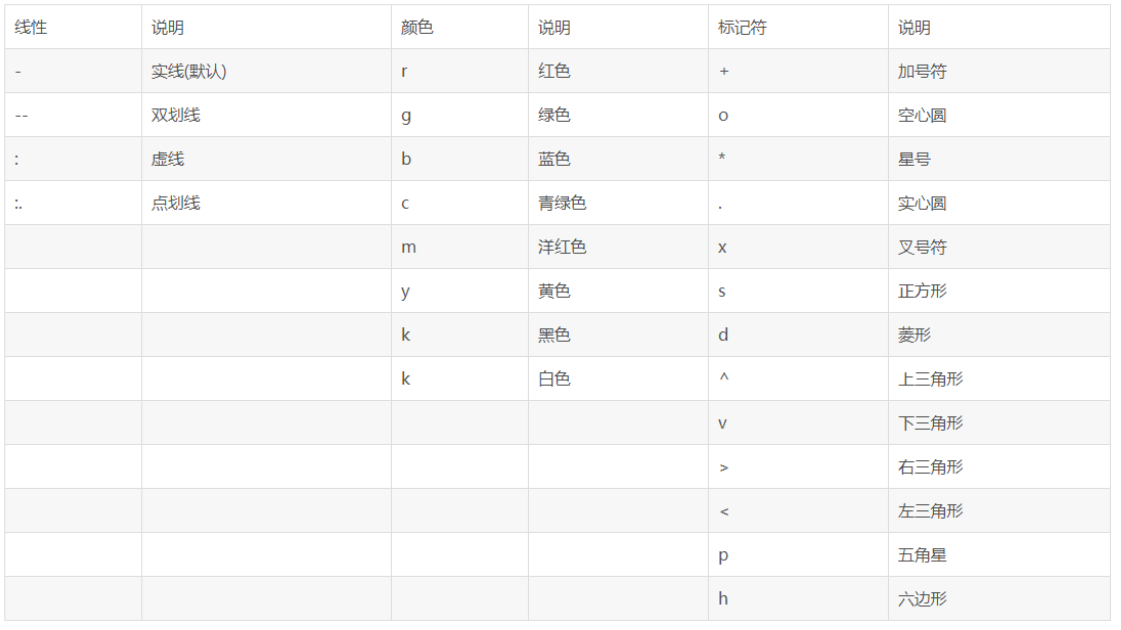 线性 说明 颜色 说明 标记符 说明
- 实线(默认) r 红色 + 加号符
-- 双划线 g 绿色 o 空心圆
: 虚线 b 蓝色 * 星号
:. 点划线 c 青绿色 . 实心圆
m 洋红色 x 叉号符
y 黄色 s 正方形
k 黑色 d 菱形
k 白色 ^ 上三角形
v 下三角形
> 右三角形
< 左三角形
p 五角星
h 六边形